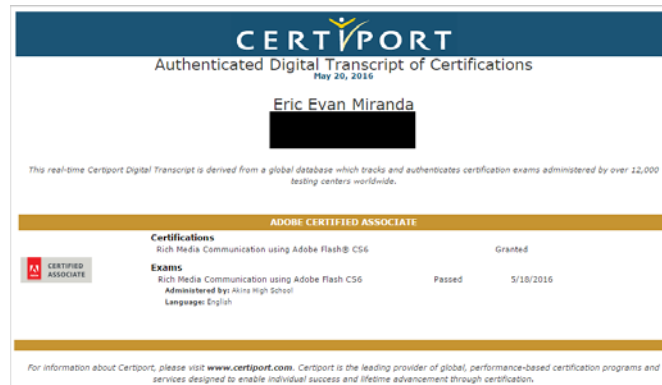 CERTIPORT
Authenticated Digital Transcript of Certifications
May 20, 2016
Eric Evan Miranda
This real-time Certiport Digital Transcript is derived from a global database which tracks and authenticates certification exams administered by over 12,000
testing centers worldwide.
ADOBE CERTIFIED ASSOCIATE
Certifications
Rich Media Communication using Adobe Flash® CS6 Granted
CERTIFIED
ASSOCIATE
Exams
Rich Media Communication using Adobe Flash CS6 Passed 5/18/2016
Administered by: Akins High School
Language: English
For information about Certiport, please visit www.certiport.com. Certiport is the leading provider of global, performance-based certification programs and
services designed to enable individual success and lifetime advancement through certification.